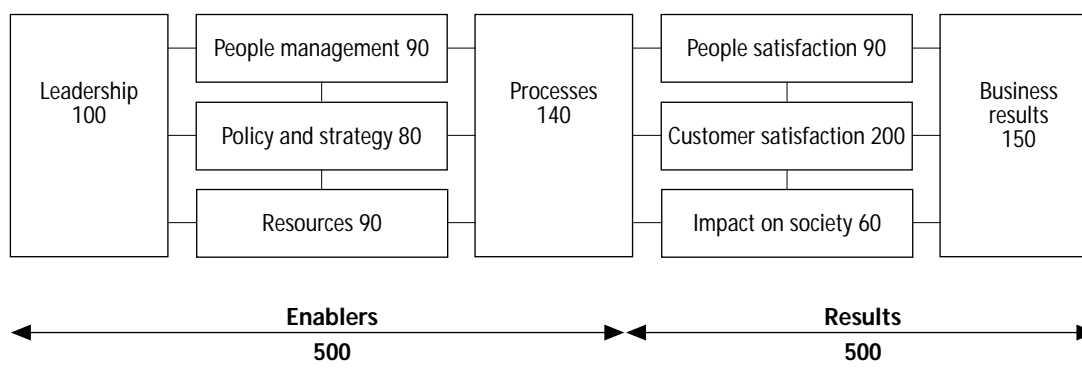 People management 90
People satisfaction 90
Leadership
100
Processes
140
Business
results
150
Policy and strategy 80
Customer satisfaction 200
Resources 90
Impact on society 60
Enablers
500
Results
500